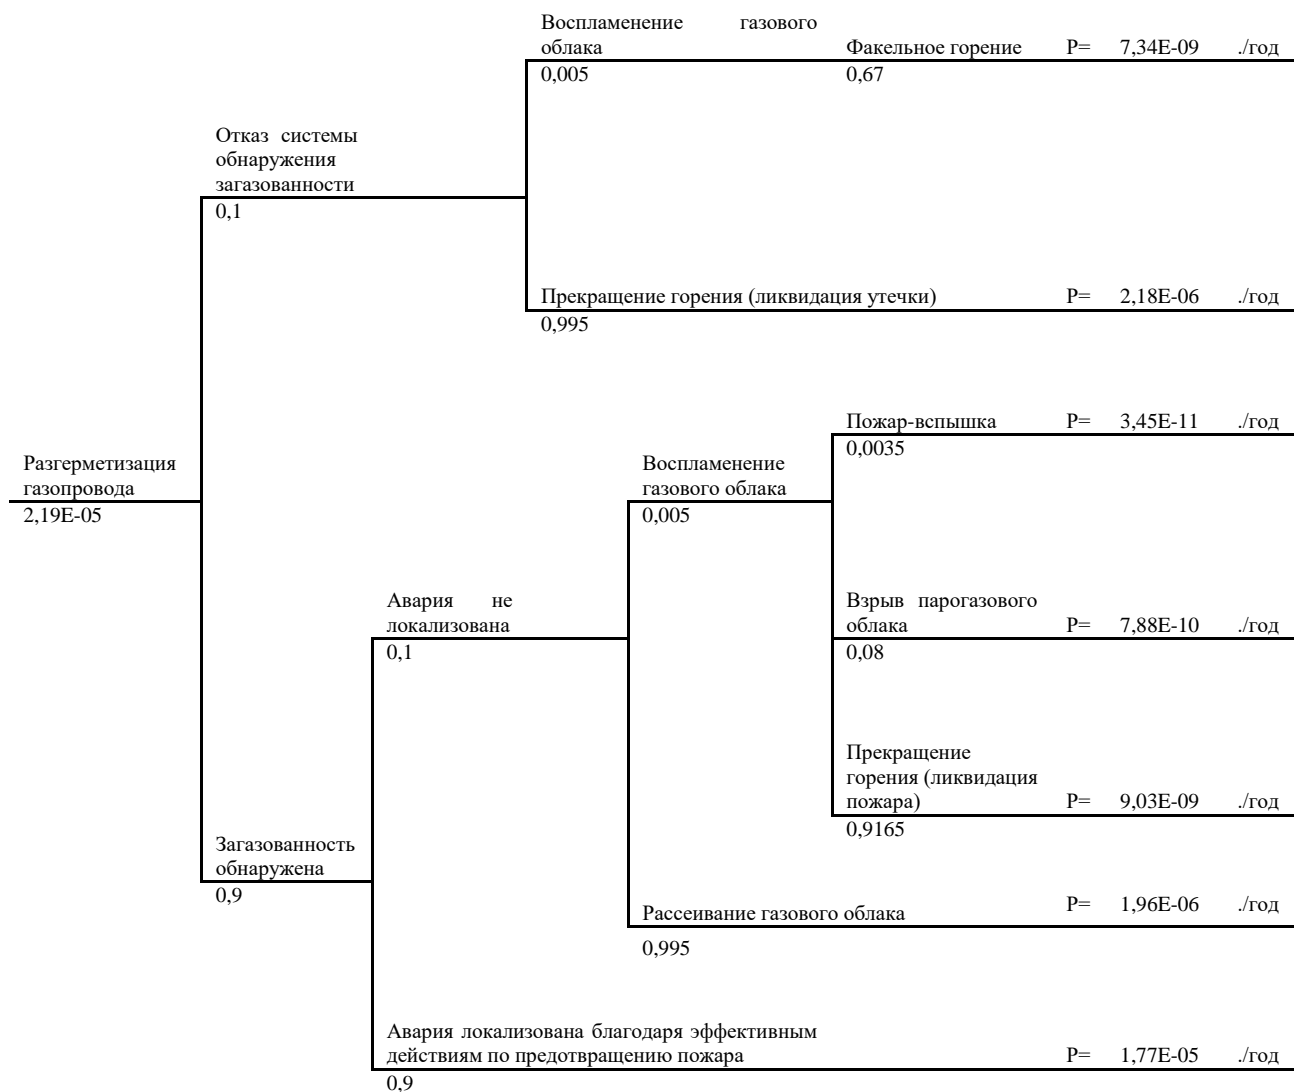 Воспламенение газового
облака
Факельное горение P= 7,34E-09 ./год
0,005
0,67
Отказ системы
обнаружения
загазованности
0,1
Прекращение горения (ликвидация утечки) P= 2,18E-06 ./год
0,995
Пожар-вспышка P= 3,45E-11 ./год
0,0035
Разгерметизация
газопровода
2,19E-05
Воспламенение
газового облака
0,005
Авария не
локализована
0,1
Взрыв парогазового
облака P= 7,88E-10 ./год
0,08
Прекращение
горения (ликвидация
пожара) P= 9,03E-09 ./год
0,9165
Загазованность
обнаружена
0,9
Рассеивание газового облака P= 1,96E-06 ./год
0,995
Авария локализована благодаря эффективным
действиям по предотвращению пожара P= 1,77E-05 ./год
0,9